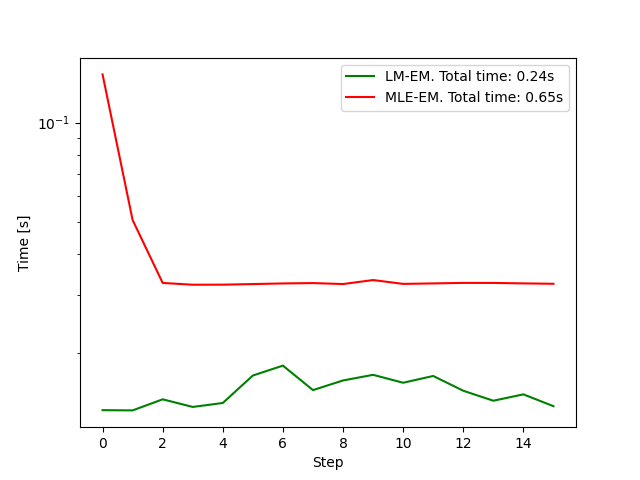 LM-EM. Total time: 0.24s
MLE-EM. Total time: 0.65s
10⁻¹
Time [s]
0 2 4 6 8 10 12 14
Step